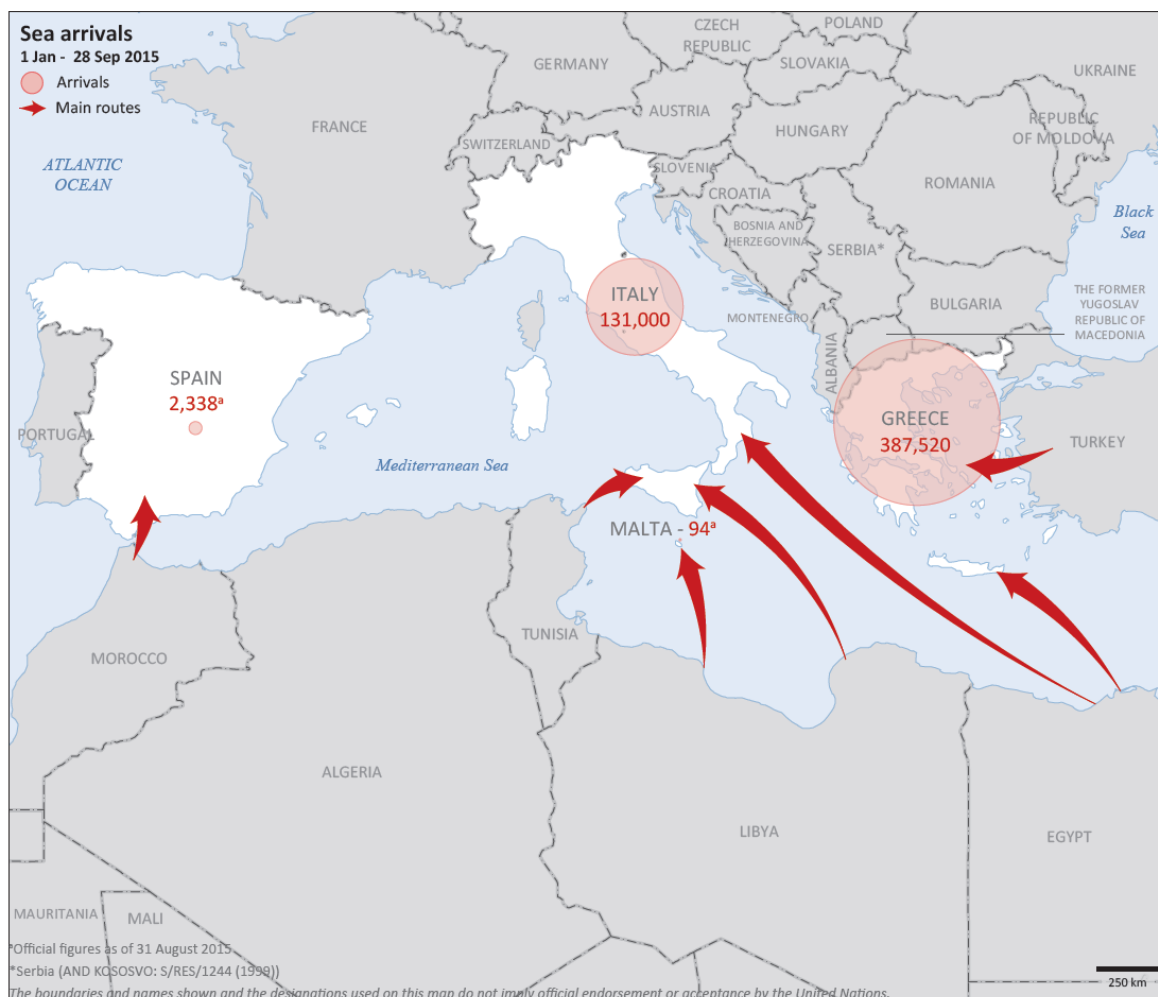 Sea arrivals
1 Jan - 28 Sep 2015
Arrivals
Main routes
ATLANTIC
OCEAN
FRANCE
GERMANY
CZECH
REPUBLIC
POLAND
SLOVAKIA
UKRAINE
AUSTRIA
SWITZERLAND
HUNGARY
REPUBLIC
OF MOLDOVA
SLOVENIA
CROATIA
ROMANIA
BOSNIA AND
HERZEGOVINA
SERBIA*
Black
Sea
ITALY
131,000
MONTENEGRO
BULGARIA
THE FORMER
YUGOSLAV
REPUBLIC OF
MACEDONIA
ALBANIA
SPAIN
2,338ª
PORTUGAL
GREECE
387,520
TURKEY
Mediterranean Sea
MALTA - 94ª
MOROCCO
TUNISIA
ALGERIA
LIBYA
EGYPT
MAURITANIA
MALI
ªOfficial figures as of 31 August 2015
*Serbia (AND KOSOSVO: S/RES/1244 (1999))
250 km
The boundaries and names shown and the designations used on this map do not imply official endorsement or acceptance by the United Nations.